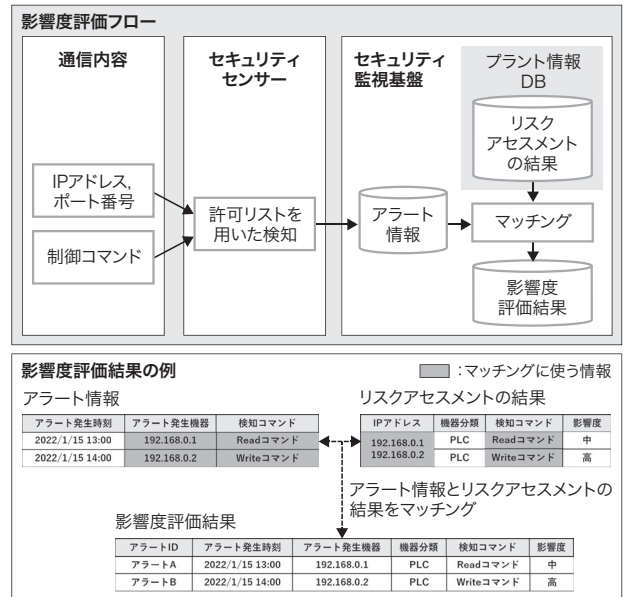 影響度評価フロー
通信内容
セキュリティ
センサー
セキュリティ
監視基盤
プラント情報
DB
リスク
アセスメント
の結果
IPアドレス,
ポート番号
制御コマンド
許可リストを
用いた検知
アラート
情報
マッチング
影響度
評価結果
影響度評価結果の例
:マッチングに使う情報
アラート情報
アラート発生時刻 アラート発生機器 検知コマンド
2022/1/15 13:00 192.168.0.1 Readコマンド
2022/1/15 14:00 192.168.0.2 Writeコマンド
リスクアセスメントの結果
IPアドレス 機器分類 検知コマンド 影響度
192.168.0.1 PLC Readコマンド 中
192.168.0.2 PLC Writeコマンド 高
アラート情報とリスクアセスメントの
結果をマッチング
影響度評価結果
アラートID アラート発生時刻 アラート発生機器 機器分類 検知コマンド 影響度
アラートA 2022/1/15 13:00 192.168.0.1 PLC Readコマンド 中
アラートB 2022/1/15 14:00 192.168.0.2 PLC Writeコマンド 高